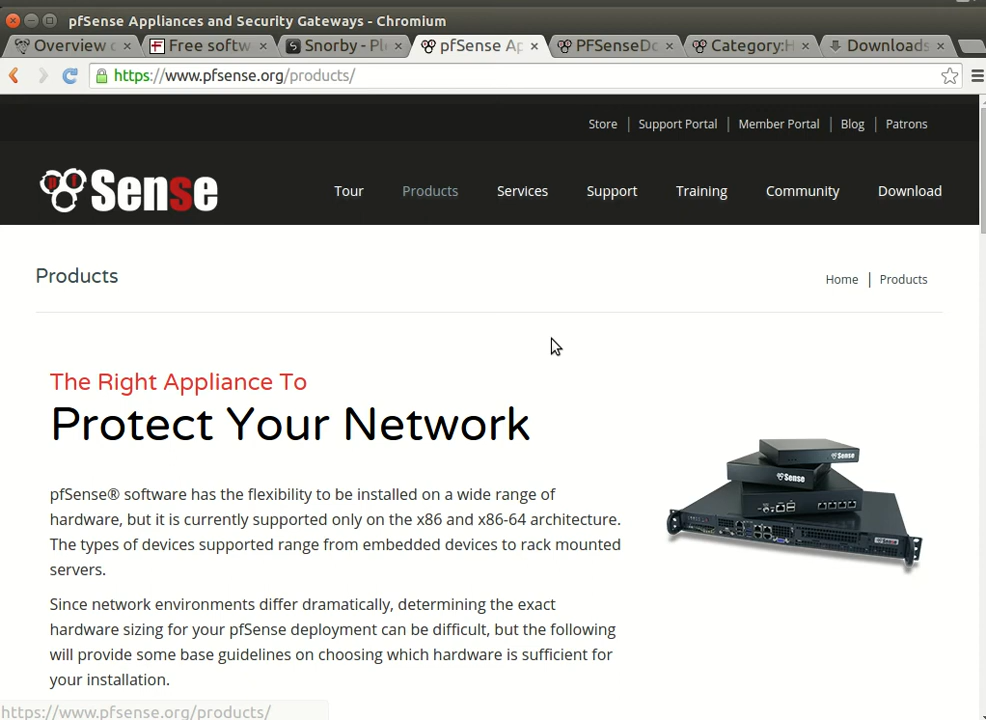 pfSense Appliances and Security Gateways - Chromium
Overview
Free softw
Snorby - Pl
pfSense Ap
PFSenseDo
Category:H
Downloads
https://www.pfsense.org/products/
Store | Support Portal | Member Portal | Blog | Patrons
pf Sense
Tour Products Services Support Training Community Download
Products
Home | Products
The Right Appliance To
Protect Your Network
pfSense® software has the flexibility to be installed on a wide range of
hardware, but it is currently supported only on the x86 and x86-64 architecture.
The types of devices supported range from embedded devices to rack mounted
servers.
Since network environments differ dramatically, determining the exact
hardware sizing for your pfSense deployment can be difficult, but the following
will provide some base guidelines on choosing which hardware is sufficient for
your installation.
Sense
Sense
Sense
https://www.pfsense.org/products/